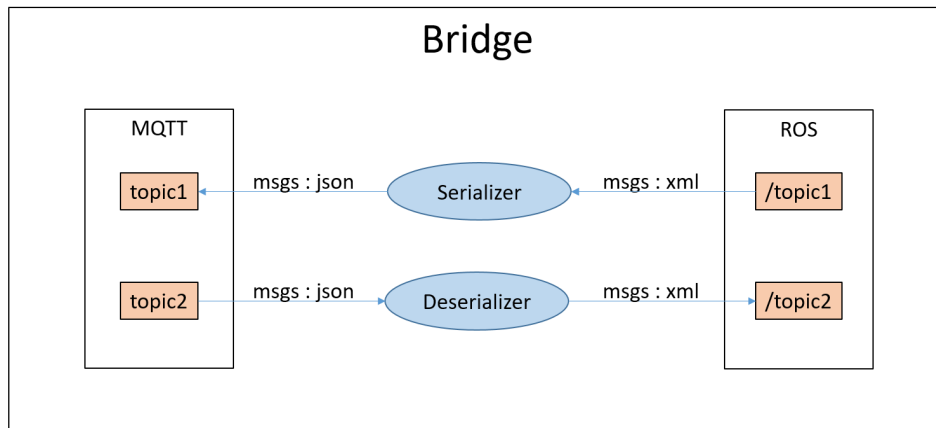 Bridge
MQTT
ROS
topic1
msgs : json
Serializer
msgs : xml
/topic1
topic2
msgs : json
Deserializer
msgs : xml
/topic2